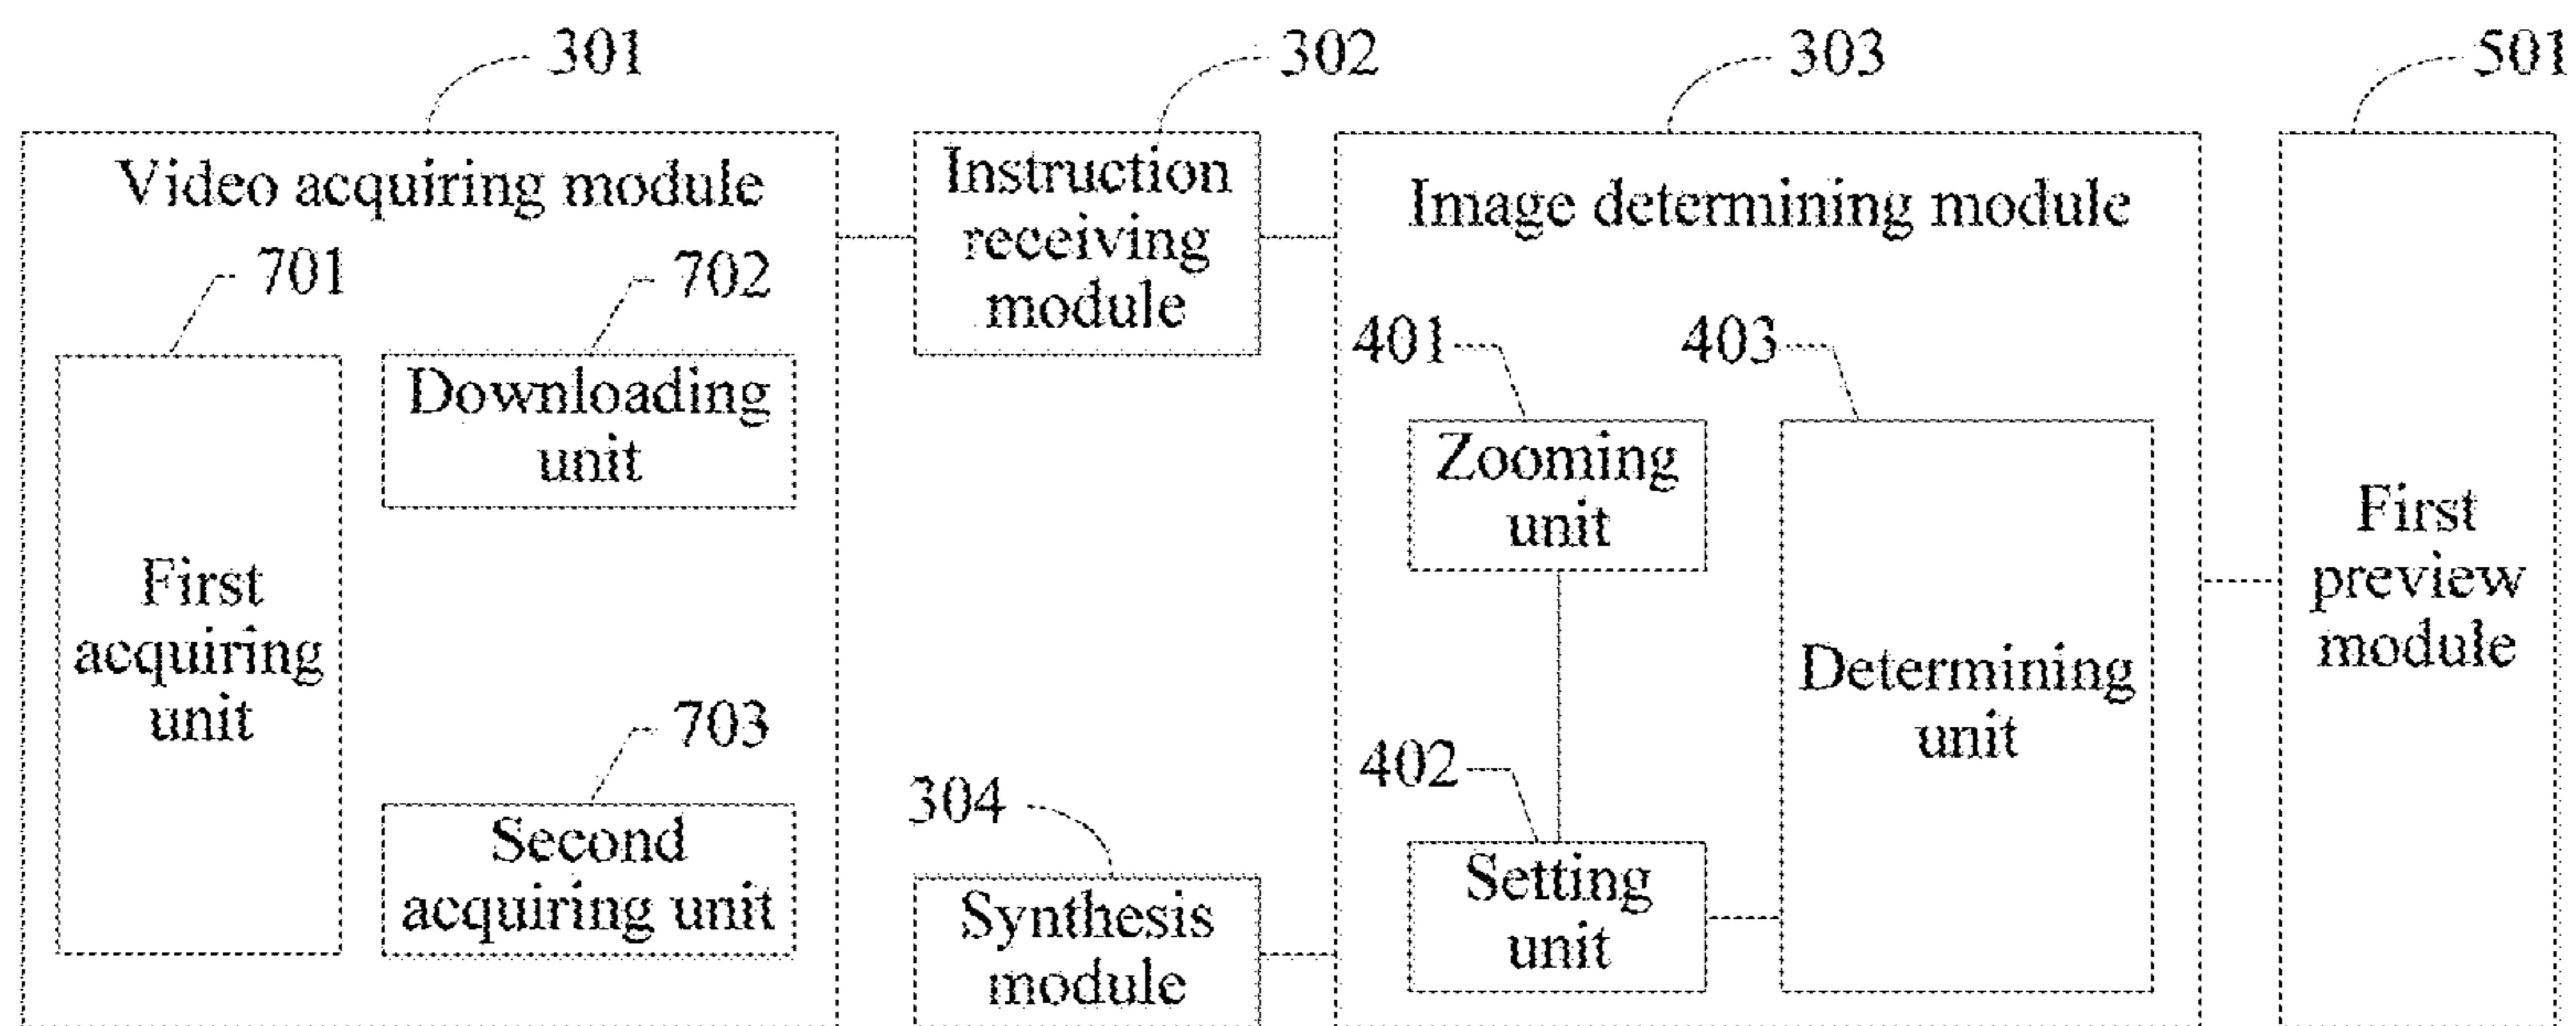 301
302
303
501
Video acquiring module
Instruction
receiving
module
Image determining module
701
702
401
403
Downloading
unit
Zooming
unit
First
acquiring
unit
First
preview
module
Determining
unit
703
402
304
Second
acquiring unit
Setting
unit
Synthesis
module